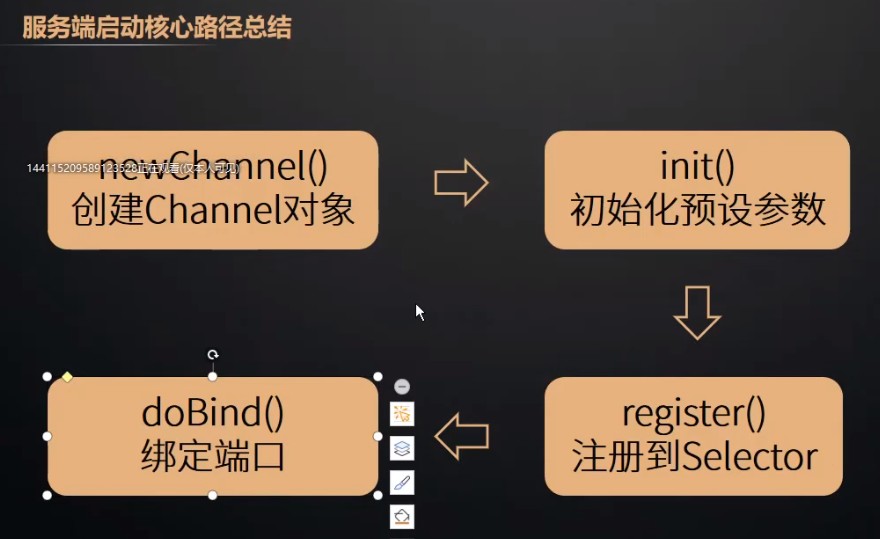 服务端启动核心路径总结
newChannel()
144115209589123528正在观看(仅本人可见)
创建Channel对象
init()
初始化预设参数
register()
注册到Selector
doBind()
绑定端口